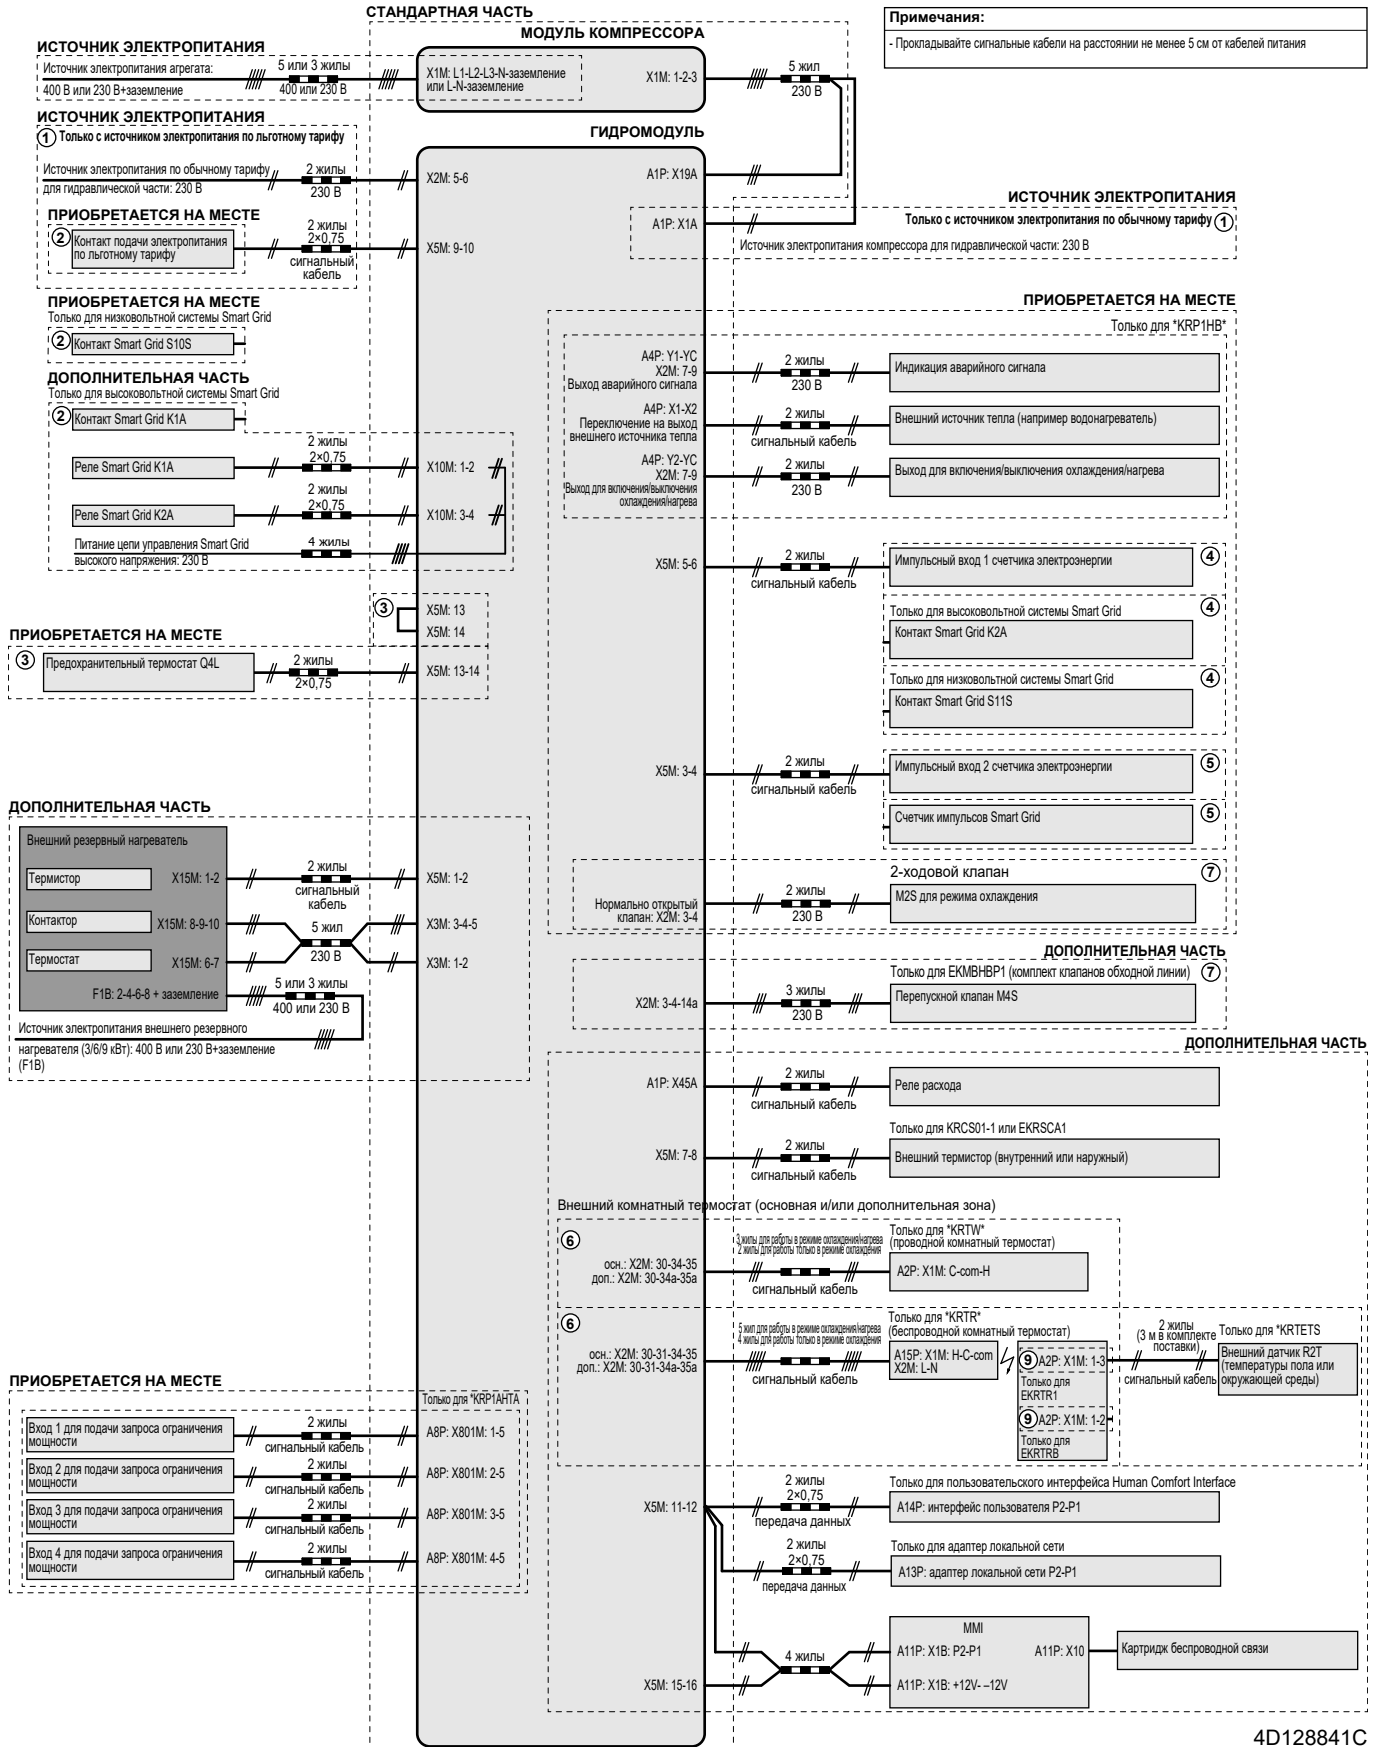 СТАНДАРТНАЯ ЧАСТЬ
МОДУЛЬ КОМПРЕССОРА
Примечания:
- Прокладывайте сигнальные кабели на расстоянии не менее 5 см от кабелей питания
ИСТОЧНИК ЭЛЕКТРОПИТАНИЯ
Источник электропитания агрегата:
400 В или 230 В+заземление
5 или 3 жилы
400 или 230 В
X1M: L1-L2-L3-N-заземление
или L-N-заземление
X1M: 1-2-3
5 жил
230 В
ИСТОЧНИК ЭЛЕКТРОПИТАНИЯ
1 Только с источником электропитания по льготному тарифу
ГИДРОМОДУЛЬ
Источник электропитания по обычному тарифу
для гидравлической части: 230 В
2 жилы
230 В
X2M: 5-6
A1P: X19A
ПРИОБРЕТАЕТСЯ НА МЕСТЕ
2 Контакт подачи электропитания
по льготному тарифу
2 жилы
2×0,75
сигнальный
кабель
X5M: 9-10
ИСТОЧНИК ЭЛЕКТРОПИТАНИЯ
Только с источником электропитания по обычному тарифу 1
A1P: X1A
Источник электропитания компрессора для гидравлической части: 230 В
ПРИОБРЕТАЕТСЯ НА МЕСТЕ
Только для низковольтной системы Smart Grid
2 Контакт Smart Grid S10S
ДОПОЛНИТЕЛЬНАЯ ЧАСТЬ
Только для высоковольтной системы Smart Grid
2 Контакт Smart Grid K1A
Реле Smart Grid K1A
2 жилы
2×0,75
X10M: 1-2
Реле Smart Grid K2A
2 жилы
2×0,75
X10M: 3-4
Питание цепи управления Smart Grid
высокого напряжения: 230 В
4 жилы
3
X5M: 13
X5M: 14
ПРИОБРЕТАЕТСЯ НА МЕСТЕ
3 Предохранительный термостат Q4L
2 жилы
2×0,75
X5M: 13-14
ПРИОБРЕТАЕТСЯ НА МЕСТЕ
Только для *KRP1HB*
A4P: Y1-YC
X2M: 7-9
Выход аварийного сигнала
2 жилы
230 В
Индикация аварийного сигнала
A4P: X1-X2
Переключение на выход
внешнего источника тепла
2 жилы
сигнальный кабель
Внешний источник тепла (например водонагреватель)
A4P: Y2-YC
X2M: 7-9
Выход для включения/выключения
охлаждения/нагрева
2 жилы
230 В
Выход для включения/выключения охлаждения/нагрева
X5M: 5-6
2 жилы
сигнальный кабель
Импульсный вход 1 счетчика электроэнергии
4
Только для высоковольтной системы Smart Grid
4
Контакт Smart Grid K2A
Только для низковольтной системы Smart Grid
4
Контакт Smart Grid S11S
X5M: 3-4
2 жилы
сигнальный кабель
Импульсный вход 2 счетчика электроэнергии
5
Счетчик импульсов Smart Grid
5
2-ходовой клапан
7
Нормально открытый
клапан: X2M: 3-4
2 жилы
230 В
M2S для режима охлаждения
ДОПОЛНИТЕЛЬНАЯ ЧАСТЬ
Внешний резервный нагреватель
Термистор
X15M: 1-2
2 жилы
сигнальный
кабель
X5M: 1-2
Контактор
X15M: 8-9-10
5 жил
230 В
X3M: 3-4-5
Термостат
X15M: 6-7
X3M: 1-2
F1B: 2-4-6-8 + заземление
5 или 3 жилы
400 или 230 В
Источник электропитания внешнего резервного
нагревателя (3/6/9 кВт): 400 В или 230 В+заземление
(F1B)
ДОПОЛНИТЕЛЬНАЯ ЧАСТЬ
Только для EKMBHBP1 (комплект клапанов обходной линии) 7
X2M: 3-4-14a
3 жилы
230 В
Перепускной клапан M4S
ДОПОЛНИТЕЛЬНАЯ ЧАСТЬ
A1P: X45A
2 жилы
сигнальный кабель
Реле расхода
Только для KRCS01-1 или EKRSCA1
X5M: 7-8
2 жилы
сигнальный кабель
Внешний термистор (внутренний или наружный)
Внешний комнатный термостат (основная и/или дополнительная зона)
6
осн.: X2M: 30-34-35
доп.: X2M: 30-34a-35a
3 жилы для работы в режиме охлаждения/нагрева
2 жилы для работы только в режиме охлаждения
сигнальный кабель
Только для *KRTW*
(проводной комнатный термостат)
A2P: X1M: C-com-H
6
осн.: X2M: 30-31-34-35
доп.: X2M: 30-31-34a-35a
5 жил для работы в режиме охлаждения/нагрева
4 жилы для работы только в режиме охлаждения
сигнальный кабель
Только для *KRTR*
(беспроводной комнатный термостат)
A15P: X1M: H-C-com
X2M: L-N
9 A2P: X1M: 1-3
Только для
EKRTR1
9 A2P: X1M: 1-2
Только для
EKRTRB
2 жилы
(3 м в комплекте
поставки)
сигнальный кабель
Только для *KRTETS
Внешний датчик R2T
(температуры пола или
окружающей среды)
ПРИОБРЕТАЕТСЯ НА МЕСТЕ
Только для *KRP1AHTA
Вход 1 для подачи запроса ограничения
мощности
2 жилы
сигнальный кабель
A8P: X801M: 1-5
Вход 2 для подачи запроса ограничения
мощности
2 жилы
сигнальный кабель
A8P: X801M: 2-5
Вход 3 для подачи запроса ограничения
мощности
2 жилы
сигнальный кабель
A8P: X801M: 3-5
Вход 4 для подачи запроса ограничения
мощности
2 жилы
сигнальный кабель
A8P: X801M: 4-5
X5M: 11-12
2 жилы
2×0,75
передача данных
Только для пользовательского интерфейса Human Comfort Interface
A14P: интерфейс пользователя P2-P1
2 жилы
2×0,75
передача данных
Только для адаптер локальной сети
A13P: адаптер локальной сети P2-P1
X5M: 15-16
4 жилы
MMI
A11P: X1B: P2-P1
A11P: X10
A11P: X1B: +12V- –12V
Картридж беспроводной связи
4D128841C